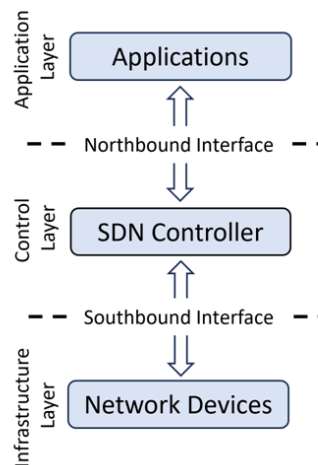 Application
Layer
Applications
Northbound Interface
Control
Layer
SDN Controller
Southbound Interface
Infrastructure
Layer
Network Devices